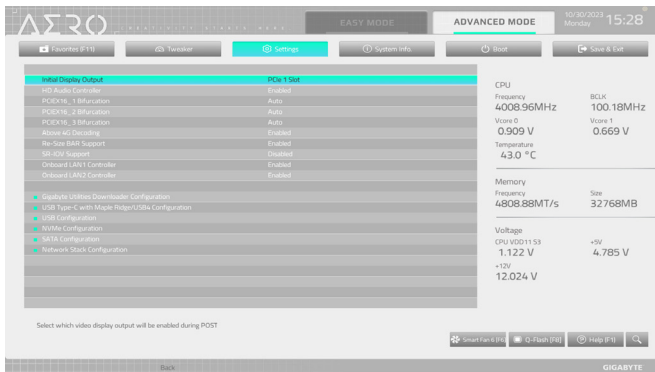 AERO
CREATIVITY STARTS WITH HERE
EASY MODE
ADVANCED MODE
10/30/2023
Monday
15:28
Favorites (F11)
Tweaker
Settings
System Info.
Boot
Save & Exit
Initial Display Output PCIe 1 Slot
HD Audio Controller Enabled
PCIEX16_1 Bifurcation Auto
PCIEX16_2 Bifurcation Auto
PCIEX16_3 Bifurcation Auto
Above 4G Decoding Enabled
Re-Size BAR Support Enabled
SR-IOV Support Disabled
Onboard LAN1 Controller Enabled
Onboard LAN2 Controller Enabled
Gigabyte Utilities Downloader Configuration
USB Type-C with Maple Ridge/USB4 Configuration
USB Configuration
NVMe Configuration
SATA Configuration
Network Stack Configuration
CPU
Frequency BCLK
4008.96MHz 100.18MHz
Vcore 0 Vcore 1
0.909 V 0.669 V
Temperature
43.0 °C
Memory
Frequency Size
4808.88MT/s 32768MB
Voltage
CPU VDD11 S3 +5V
1.122 V 4.785 V
+12V
12.024 V
Select which video display output will be enabled during POST
Smart Fan 6 [F6]
Q-Flash [F8]
Help [F1]
Back
GIGABYTE